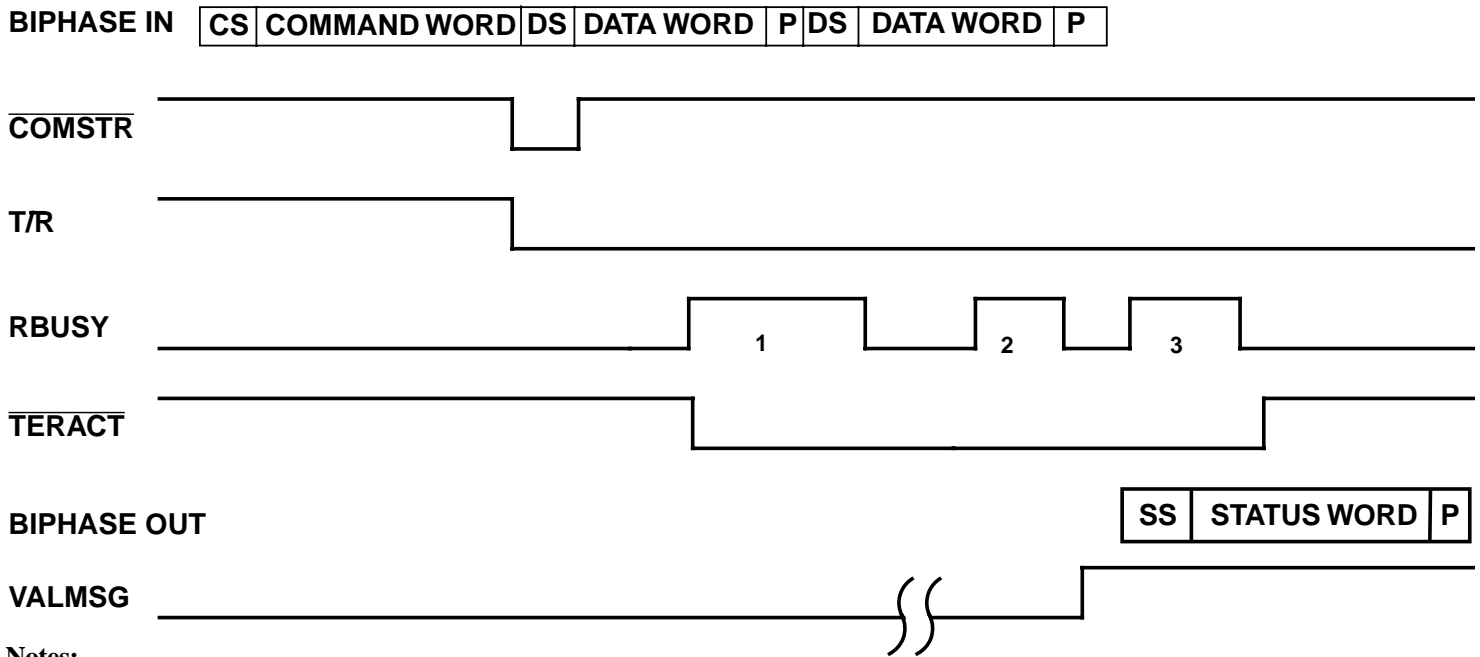 BIPHASE IN CS COMMAND WORD DS DATA WORD P DS DATA WORD P
COMSTR
T/R
RBUSY 1 2 3
TERACT
BIPHASE OUT SS STATUS WORD P
VALMSG
Notes: